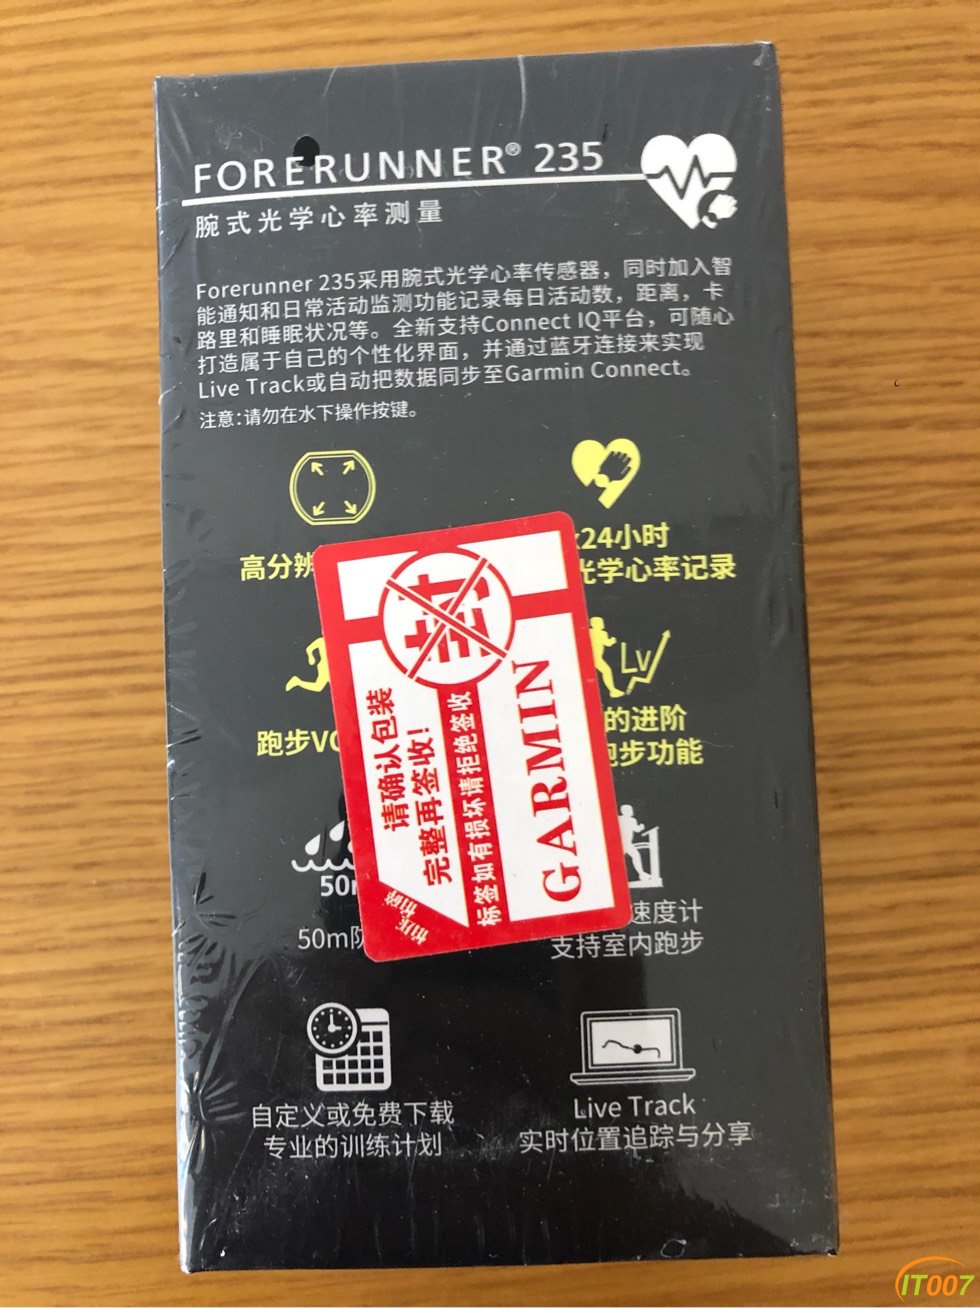 FORERUNNER® 235
腕式光学心率测量
Forerunner 235采用腕式光学心率传感器，同时加入智
能通知和日常活动监测功能记录每日活动数，距离，卡
路里和睡眠状况等。全新支持Connect IQ平台，可随心
打造属于自己的个性化界面，并通过蓝牙连接来实现
Live Track或自动把数据同步至Garmin Connect。
注意：请勿在水下操作按键。
高分辨
24小时
光学心率记录
封
请确认包装
完整再签收！
标签如有损坏请拒绝签收
GARMIN
跑步VO
Lv
的进阶
跑步功能
50m防
速度计
支持室内跑步
自定义或免费下载
专业的训练计划
Live Track
实时位置追踪与分享
IT007